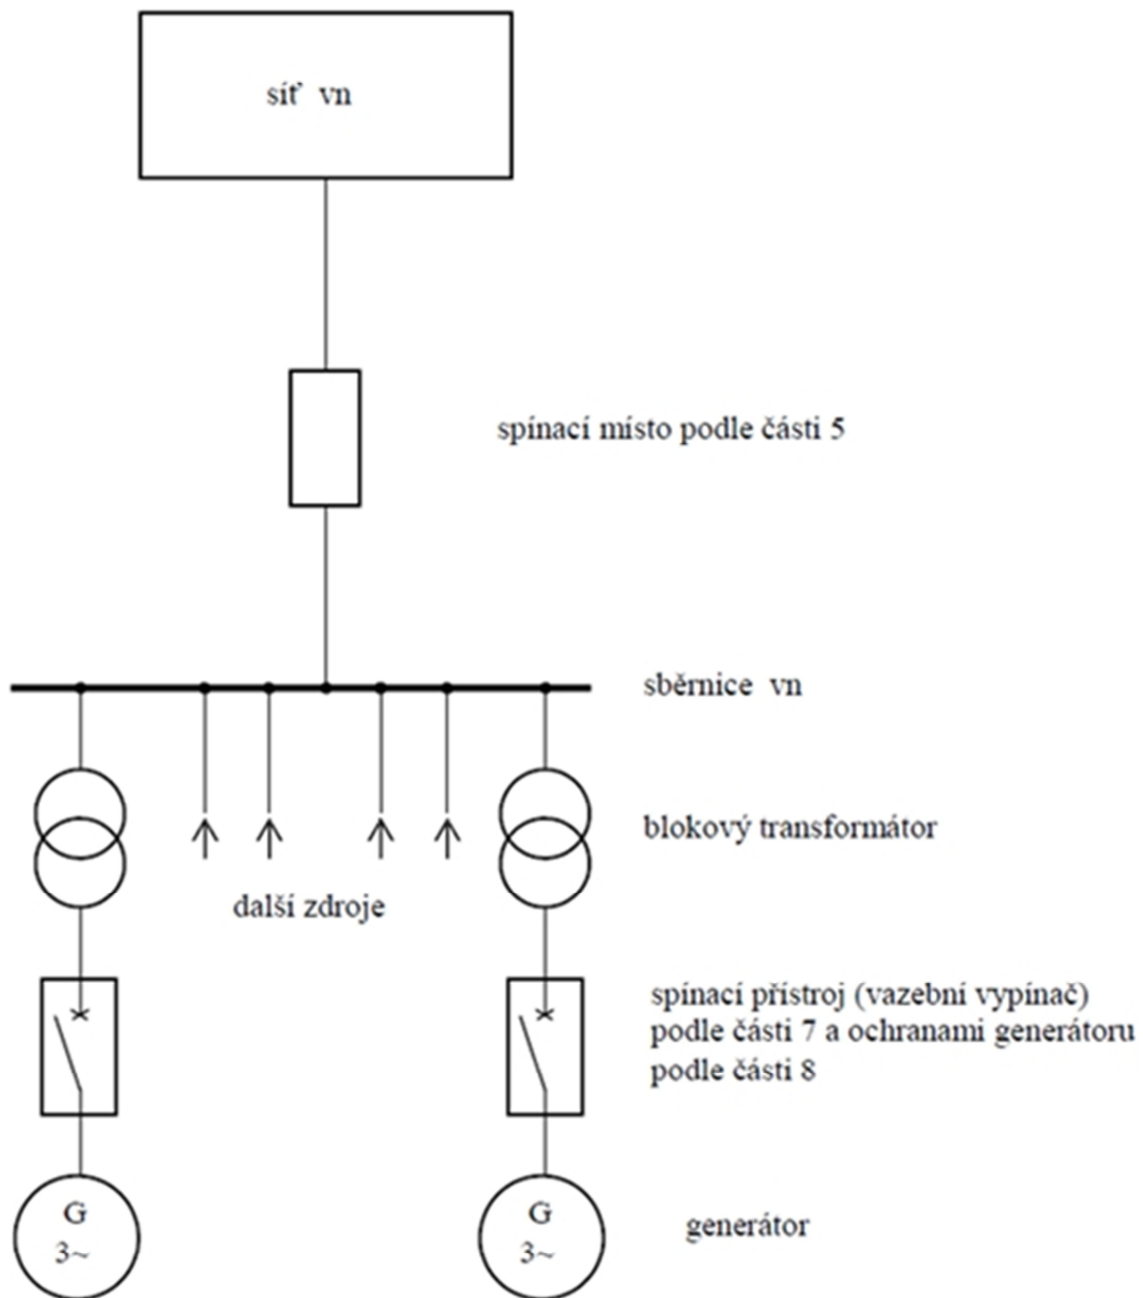 síť vn
spínací místo podle části 5
sběrnice vn
blokový transformátor
další zdroje
spínací přístroj (vazební vypínač)
podle části 7 a ochranami generátoru
podle části 8
G
3~
G
3~
generátor